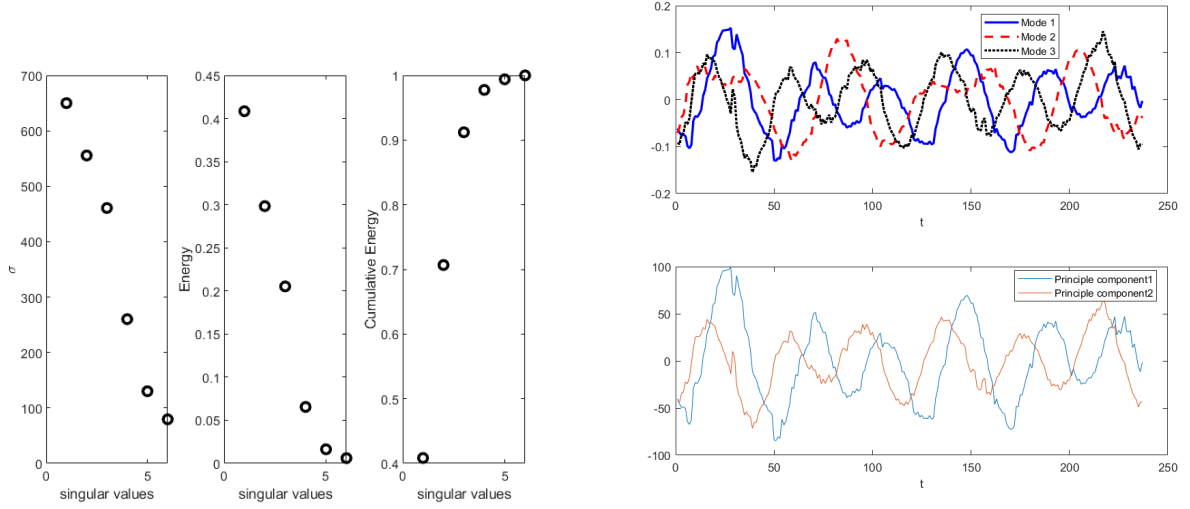 700
600
500
400
300
200
100
0
σ
0 5
singular values
0.45
0.4
0.35
0.3
0.25
0.2
0.15
0.1
0.05
0
Energy
0 5
singular values
1
0.9
0.8
0.7
0.6
0.5
0.4
Cumulative Energy
0 5
singular values
0.2
0.1
0
-0.1
-0.2
Mode 1
Mode 2
Mode 3
0 50 100 150 200 250
t
100
50
0
-50
-100
Principle component1
Principle component2
0 50 100 150 200 250
t